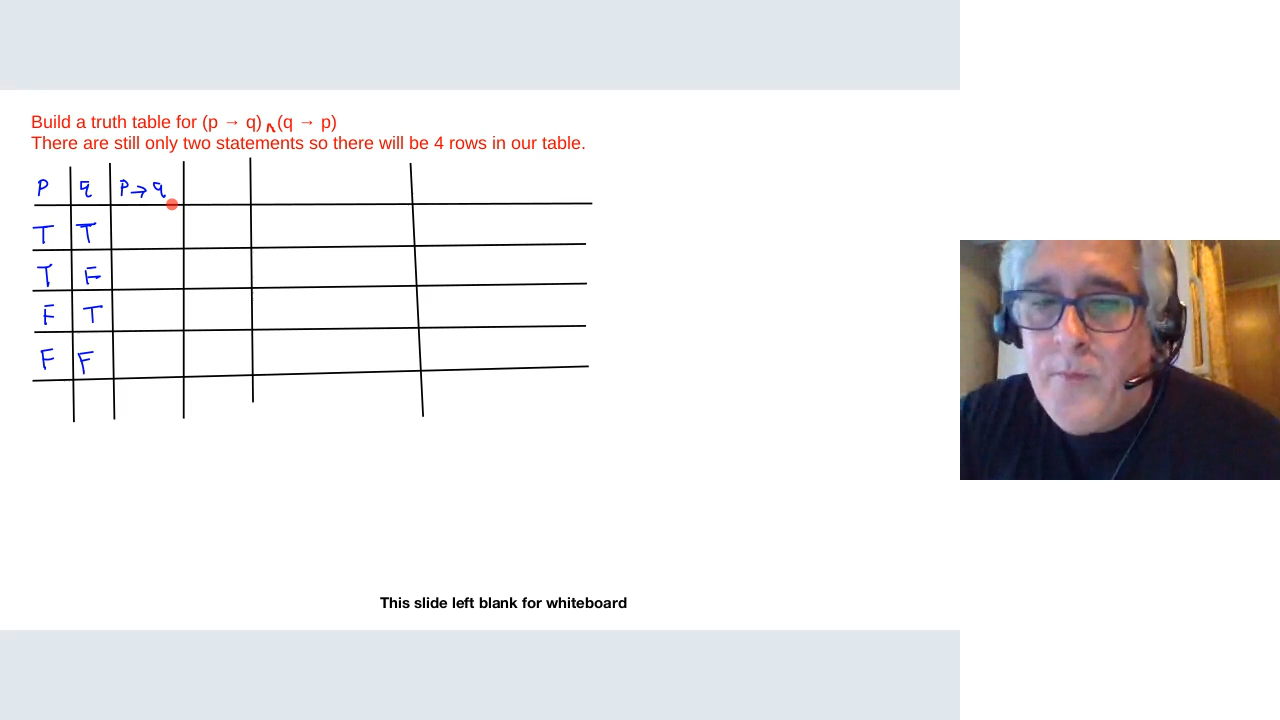 Build a truth table for (p → q) ∧ (q → p)
There are still only two statements so there will be 4 rows in our table.
P q P→q
T T
T F
F T
F F
This slide left blank for whiteboard